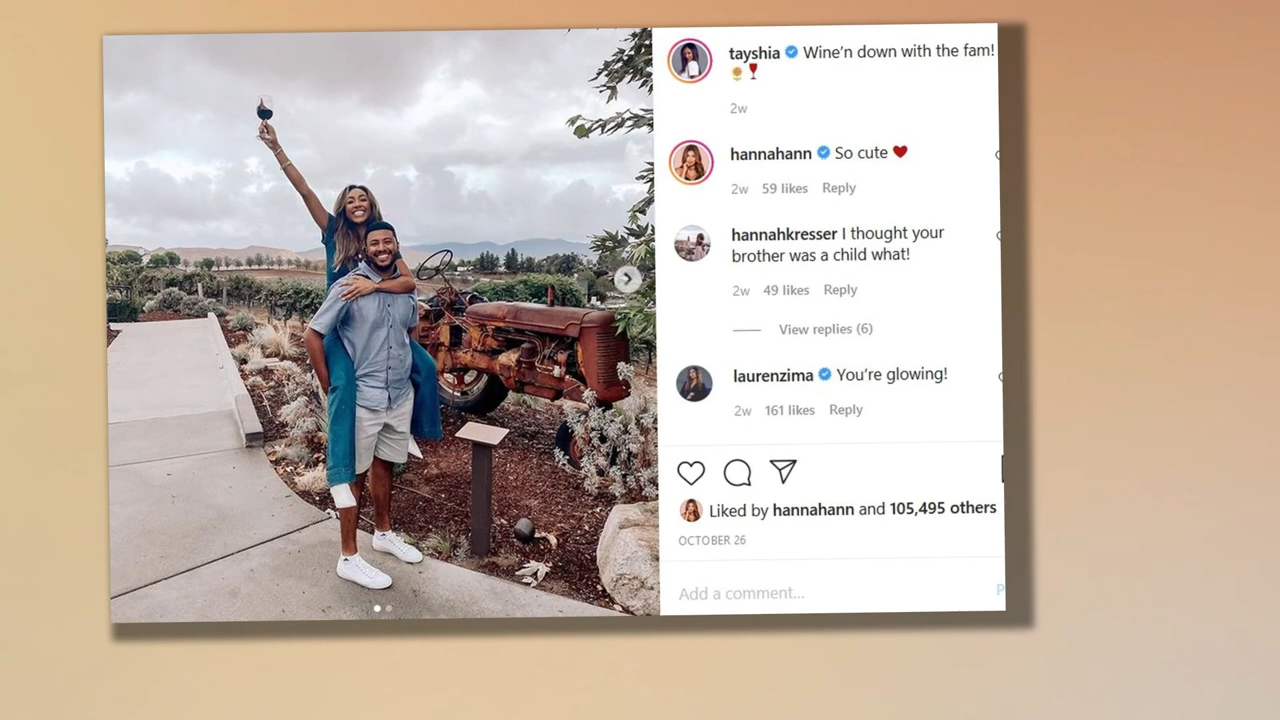 tayshia Wine'n down with the fam!
🌻🍷
2w
hannahann So cute ❤
2w 59 likes Reply
hannahkresser I thought your
brother was a child what!
2w 49 likes Reply
View replies (6)
laurenzima You're glowing!
2w 161 likes Reply
Liked by hannahann and 105,495 others
OCTOBER 26
Add a comment...
P